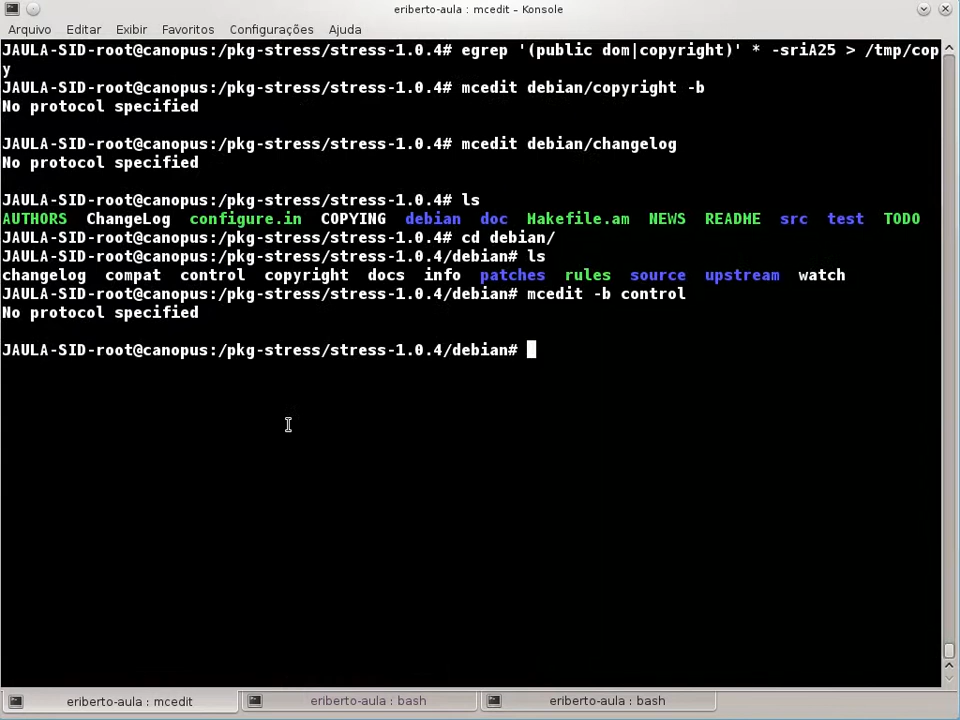 eriberto-aula : mcedit – Konsole
Arquivo Editar Exibir Favoritos Configurações Ajuda
JAULA-SID-root@canopus:/pkg-stress/stress-1.0.4# egrep '(public dom|copyright)' * -sriA25 > /tmp/cop
y
JAULA-SID-root@canopus:/pkg-stress/stress-1.0.4# mcedit debian/copyright -b
No protocol specified
JAULA-SID-root@canopus:/pkg-stress/stress-1.0.4# mcedit debian/changelog
No protocol specified
JAULA-SID-root@canopus:/pkg-stress/stress-1.0.4# ls
AUTHORS ChangeLog configure.in COPYING debian doc Makefile.am NEWS README src test TODO
JAULA-SID-root@canopus:/pkg-stress/stress-1.0.4# cd debian/
JAULA-SID-root@canopus:/pkg-stress/stress-1.0.4/debian# ls
changelog compat control copyright docs info patches rules source upstream watch
JAULA-SID-root@canopus:/pkg-stress/stress-1.0.4/debian# mcedit -b control
No protocol specified
JAULA-SID-root@canopus:/pkg-stress/stress-1.0.4/debian#
eriberto-aula : mcedit eriberto-aula : bash eriberto-aula : bash